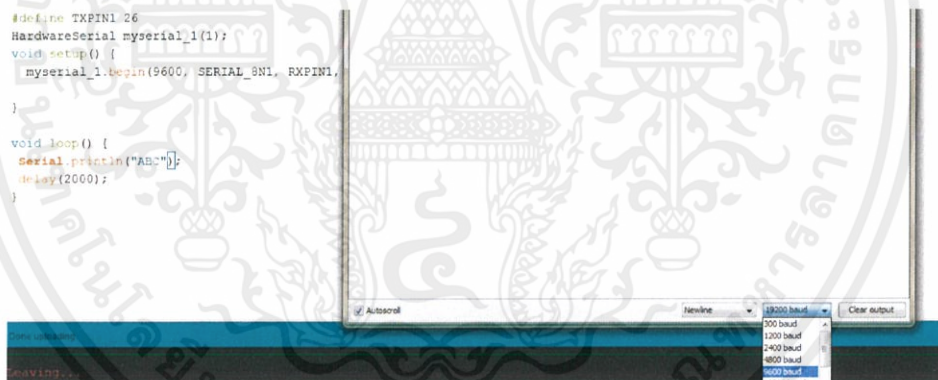 #define TXPIN1 26
HardwareSerial myserial_1(1);
void setup() {
myserial_1.begin(9600, SERIAL_8N1, RXPIN1,
}
void loop() {
Serial.println("ABC");
delay(2000);
}
Autoscroll
Newline
19200 baud
Clear output
300 baud
1200 baud
2400 baud
4800 baud
9600 baud
Done uploading.
Leaving...